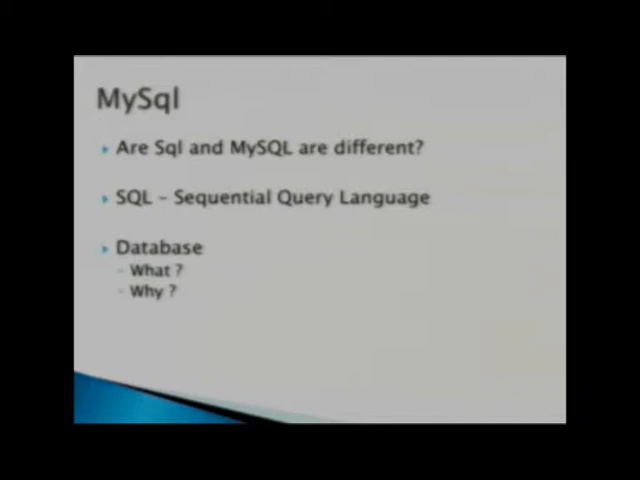 MySql
Are Sql and MySQL are different?
SQL – Sequential Query Language
Database
– What ?
– Why ?